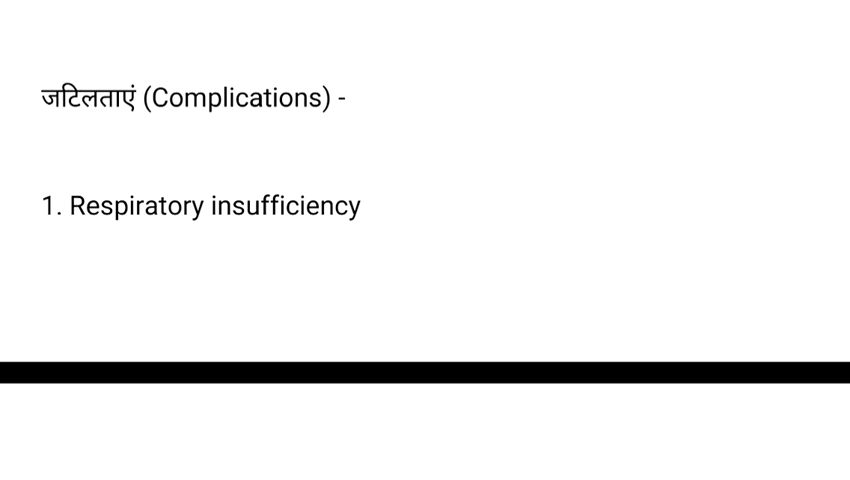 जटिलताएं (Complications) -
1. Respiratory insufficiency